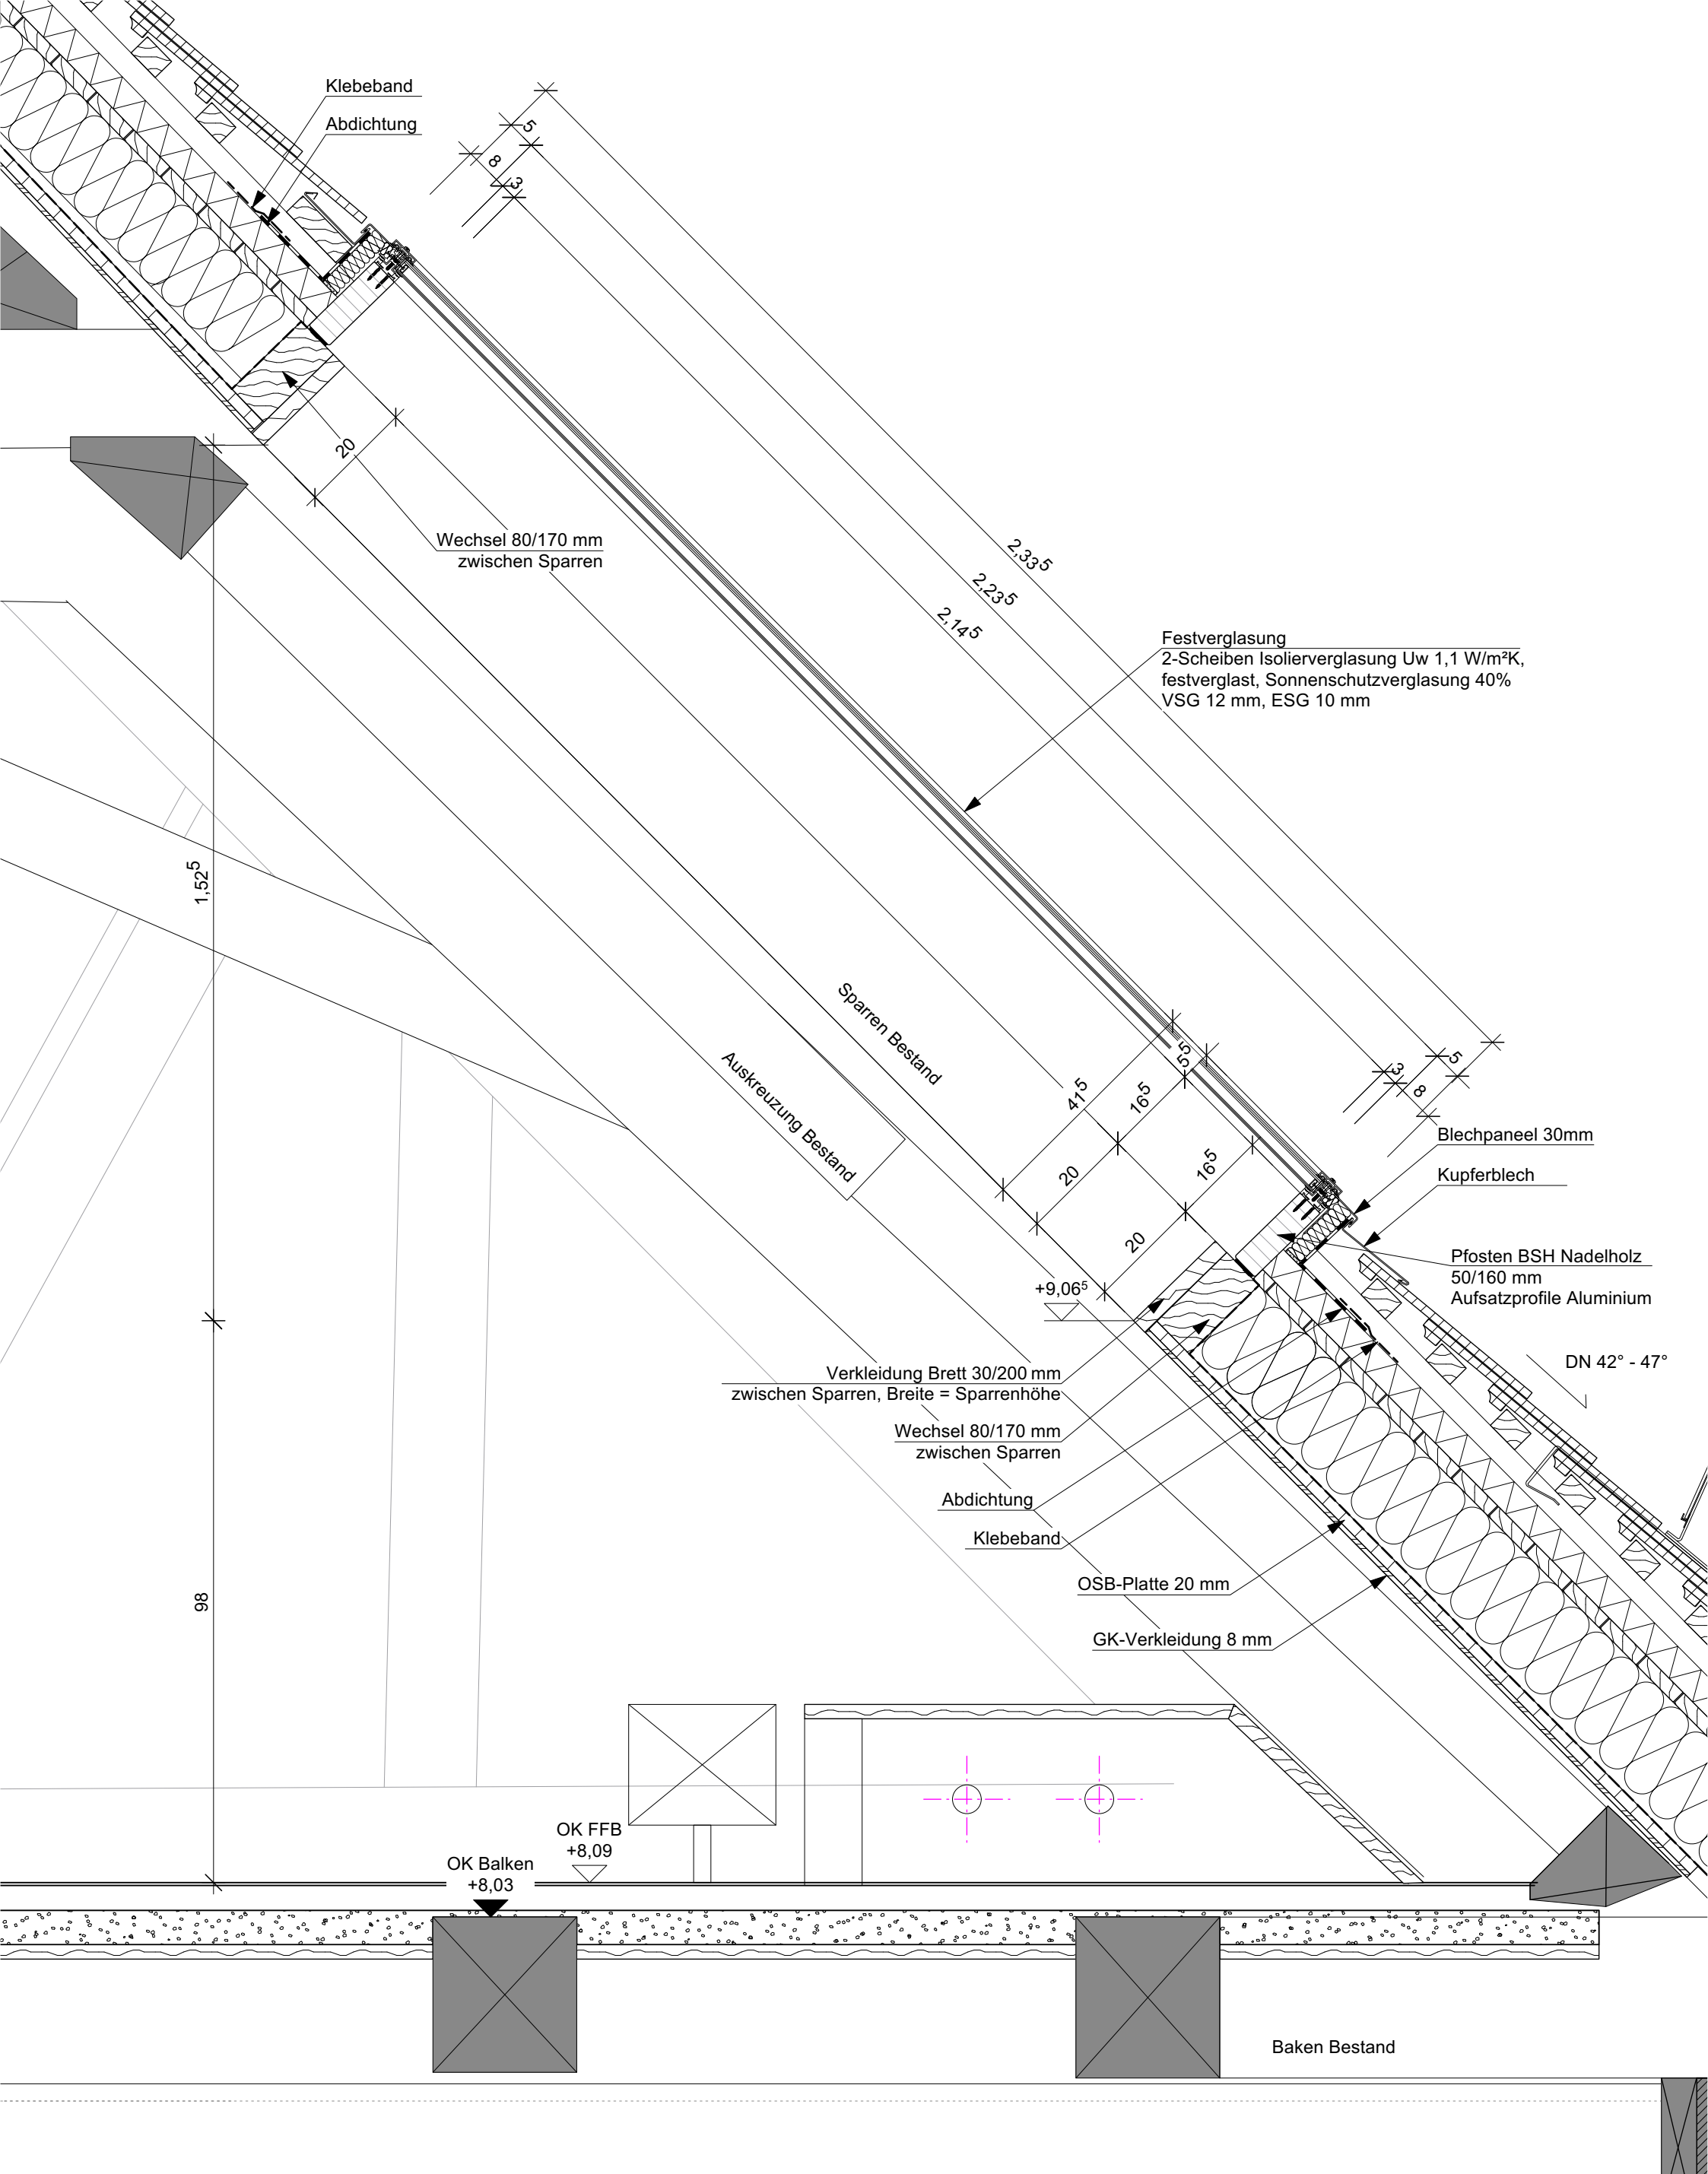 Klebeband
Abdichtung
5
8
3
20
Wechsel 80/170 mm
zwischen Sparren
2,33⁵
2,23⁵
2,14⁵
Festverglasung
2-Scheiben Isolierverglasung Uw 1,1 W/m²K,
festverglast, Sonnenschutzverglasung 40%
VSG 12 mm, ESG 10 mm
1,52⁵
Sparren Bestand
Auskreuzung Bestand
41⁵
16⁵
5
5
20
16⁵
20
3
5
8
Blechpaneel 30mm
Kupferblech
Pfosten BSH Nadelholz
50/160 mm
Aufsatzprofile Aluminium
+9,06⁵
DN 42° - 47°
Verkleidung Brett 30/200 mm
zwischen Sparren, Breite = Sparrenhöhe
Wechsel 80/170 mm
zwischen Sparren
Abdichtung
Klebeband
OSB-Platte 20 mm
GK-Verkleidung 8 mm
98
OK FFB
+8,09
OK Balken
+8,03
Baken Bestand